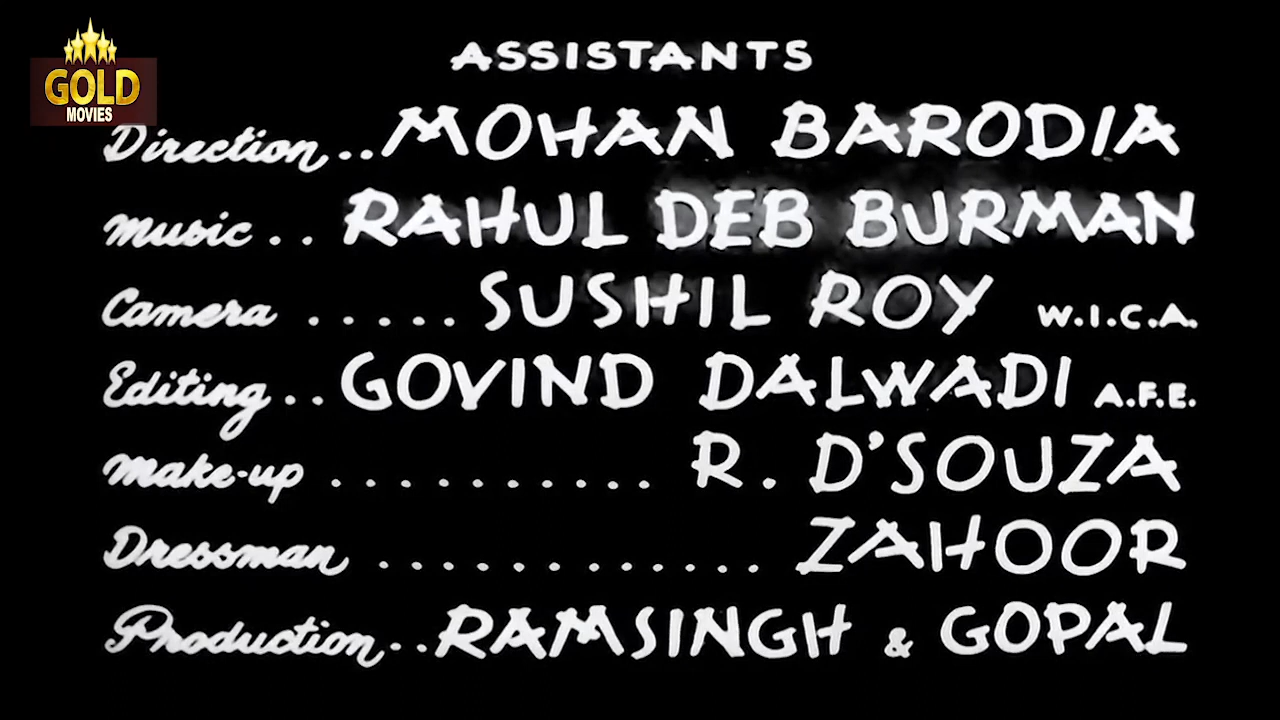 GOLD
MOVIES
ASSISTANTS
Direction...MOHAN BARODIA
Music.. RAHUL DEB BURMAN
Camera ..... SUSHIL ROY W.I.C.A.
Editing.. GOVIND DALWADI A.F.E.
Make-up ........... R. D'SOUZA
Dressman ............ ZAHOOR
Production.. RAMSINGH & GOPAL